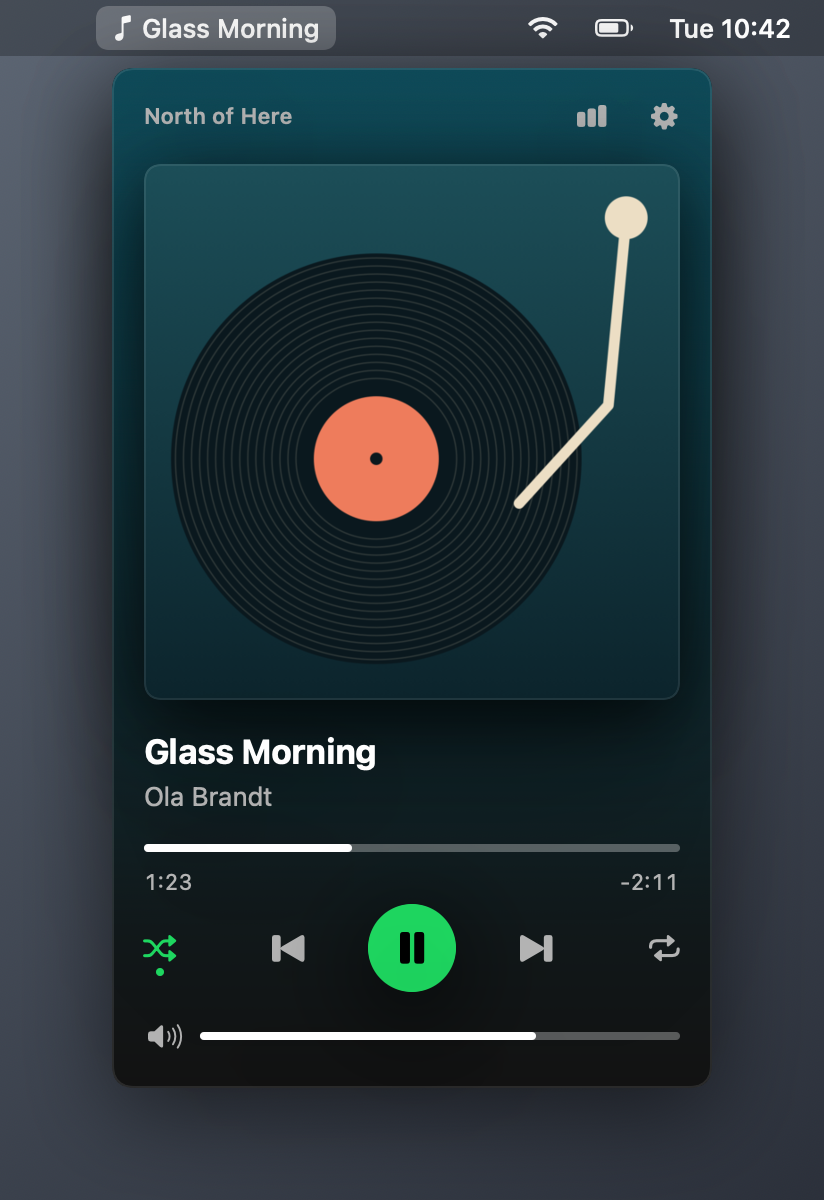 Glass Morning
Tue 10:42
North of Here
Glass Morning
Ola Brandt
1:23
-2:11